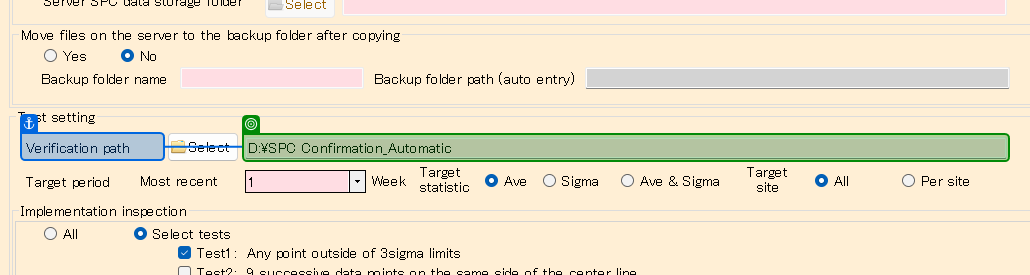 Server SPC data storage folder Select
Move files on the server to the backup folder after copying
Yes No
Backup folder name Backup folder path (auto entry)
Test setting
Verification path Select D:¥SPC Confirmation_Automatic
Target period Most recent 1 Week Target statistic Ave Sigma Ave & Sigma Target site All Per site
Implementation inspection
All Select tests
Test1: Any point outside of 3sigma limits
Test2: 9 successive data points on the same side of the center line